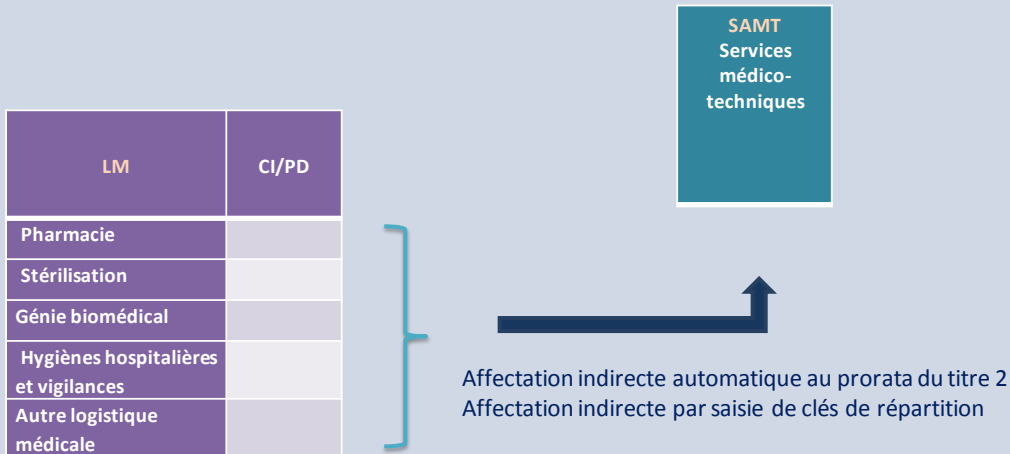 SAMT
Services
médico-
techniques
LM
CI/PD
Pharmacie
Stérilisation
Génie biomédical
Hygiènes hospitalières
et vigilances
Autre logistique
médicale
Affectation indirecte automatique au prorata du titre 2
Affectation indirecte par saisie de clés de répartition